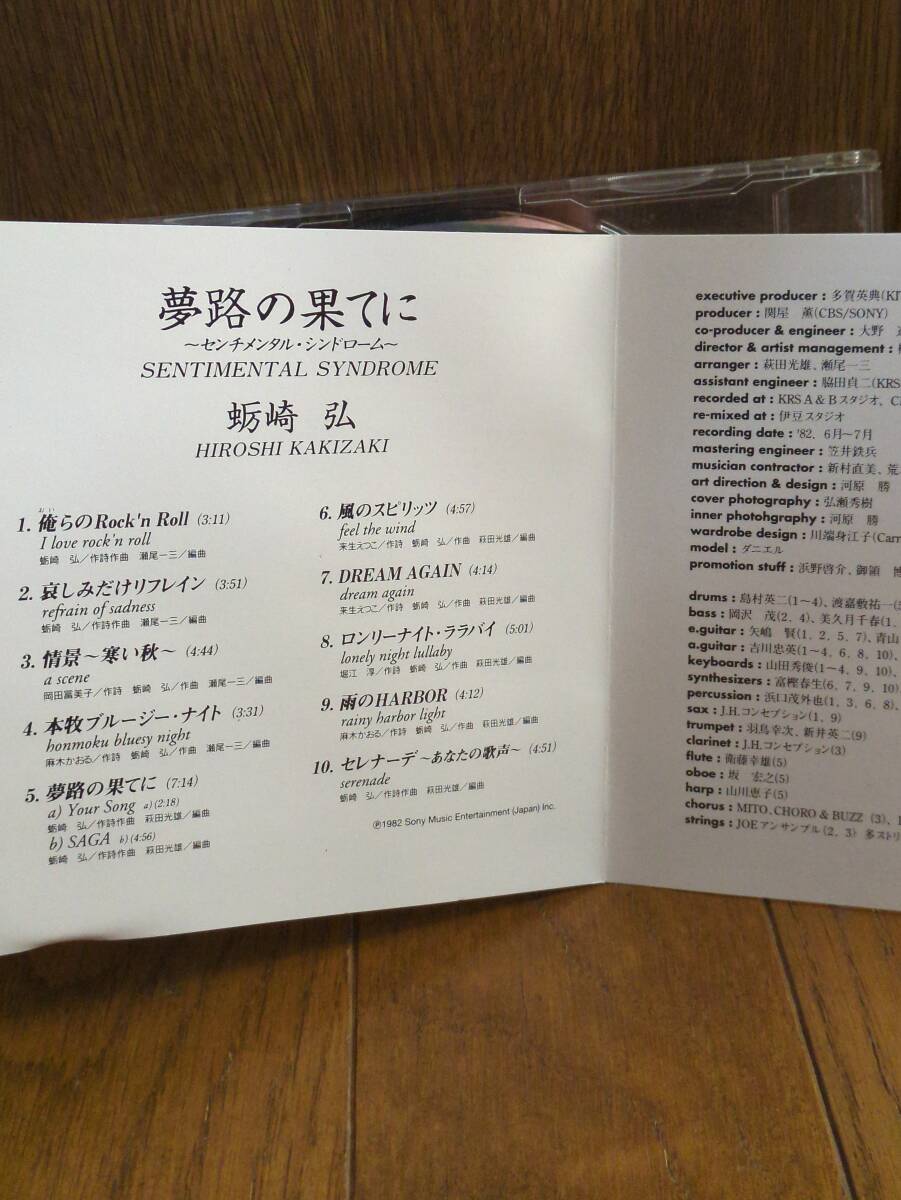 夢路の果てに
～センチメンタル・シンドローム～
SENTIMENTAL SYNDROME
蛎崎 弘
HIROSHI KAKIZAKI
1. 俺らのRock'n Roll (3:11)
おい
I love rock'n roll
蛎崎 弘／作詩作曲 瀬尾一三／編曲
2. 哀しみだけリフレイン (3:51)
refrain of sadness
蛎崎 弘／作詩作曲 瀬尾一三／編曲
3. 情景～寒い秋～ (4:44)
a scene
岡田冨美子／作詩 蛎崎 弘／作曲 瀬尾一三／編曲
4. 本牧ブルージー・ナイト (3:31)
honmoku bluesy night
麻木かおる／作詩 蛎崎 弘／作曲 瀬尾一三／編曲
5. 夢路の果てに (7:14)
a) Your Song a) (2:18)
b) SAGA b) (4:56)
蛎崎 弘／作詩作曲 萩田光雄／編曲
6. 風のスピリッツ (4:57)
feel the wind
来生えつこ／作詩 蛎崎 弘／作曲 萩田光雄／編曲
7. DREAM AGAIN (4:14)
dream again
来生えつこ／作詩 蛎崎 弘／作曲 萩田光雄／編曲
8. ロンリーナイト・ララバイ (5:01)
lonely night lullaby
堀江 淳／作詩 蛎崎 弘／作曲 萩田光雄／編曲
9. 雨のHARBOR (4:12)
rainy harbor light
麻木かおる／作詩 蛎崎 弘／作曲 萩田光雄／編曲
10. セレナーデ ～あなたの歌声～ (4:51)
serenade
蛎崎 弘／作詩作曲 萩田光雄／編曲
℗1982 Sony Music Entertainment (Japan) Inc.
executive producer : 多賀英典(KI
producer : 関屋 薫(CBS/SONY)
co-producer & engineer : 大野
director & artist management :
arranger : 萩田光雄、瀬尾一三
assistant engineer : 脇田貞二(KRS
recorded at : KRS A & Bスタジオ、C
re-mixed at : 伊豆スタジオ
recording date : '82. 6月～7月
mastering engineer : 笠井鉄兵
musician contractor : 新村直美、荒
art direction & design : 河原 勝
cover photography : 弘瀬秀樹
inner photohgraphy : 河原 勝
wardrobe design : 川端身江子(Carr
model : ダニエル
promotion stuff : 浜野啓介、御領 博
drums : 島村英二(1～4)、渡嘉敷祐一(5
bass : 岡沢 茂(2. 4)、美久月千春(1.
e.guitar : 矢嶋 賢(1. 2. 5. 7)、青山
a.guitar : 吉川忠英(1～4. 6. 8. 10)、
keyboards : 山田秀俊(1～4. 9. 10)、
synthesizers : 富樫春生(6. 7. 9. 10)、
percussion : 浜口茂外也(1. 3. 6. 8)、
sax : J.H.コンセプション(1. 9)
trumpet : 羽鳥幸次、新井英二(9)
clarinet : J.H.コンセプション(3)
flute : 衛藤幸雄(5)
oboe : 坂 宏之(5)
harp : 山川恵子(5)
chorus : MITO、CHORO & BUZZ (3)、
strings : JOEアンサンブル(2. 3) 多ストリ